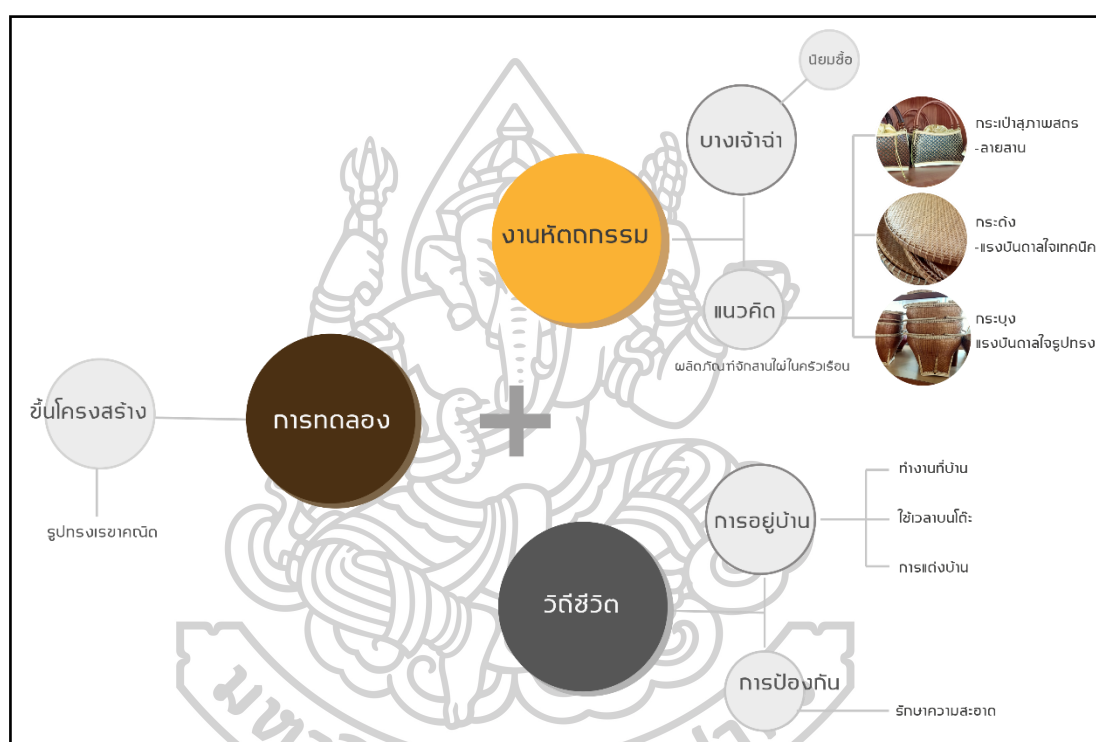 นิยมซื้อ
บางเจ้าฉ่า
กระเป๋าสุภาพสตร
-ลายสาน
งานหัตถกรรม
กระด้ง
-แรงบันดาลใจเทคนิค
แนวคิด
กระบุง
แรงบันดาลใจรูปทรง
ผลิตภัณฑ์จักสานไผ่ในครัวเรือน
ขึ้นโครงสร้าง
การทดลอง
+
รูปทรงเรขาคณิต
ทำงานที่บ้าน
การอยู่บ้าน
ใช้เวลาบนโต๊ะ
การแต่งบ้าน
วิถีชีวิต
การป้องกัน
รักษาความสะอาด